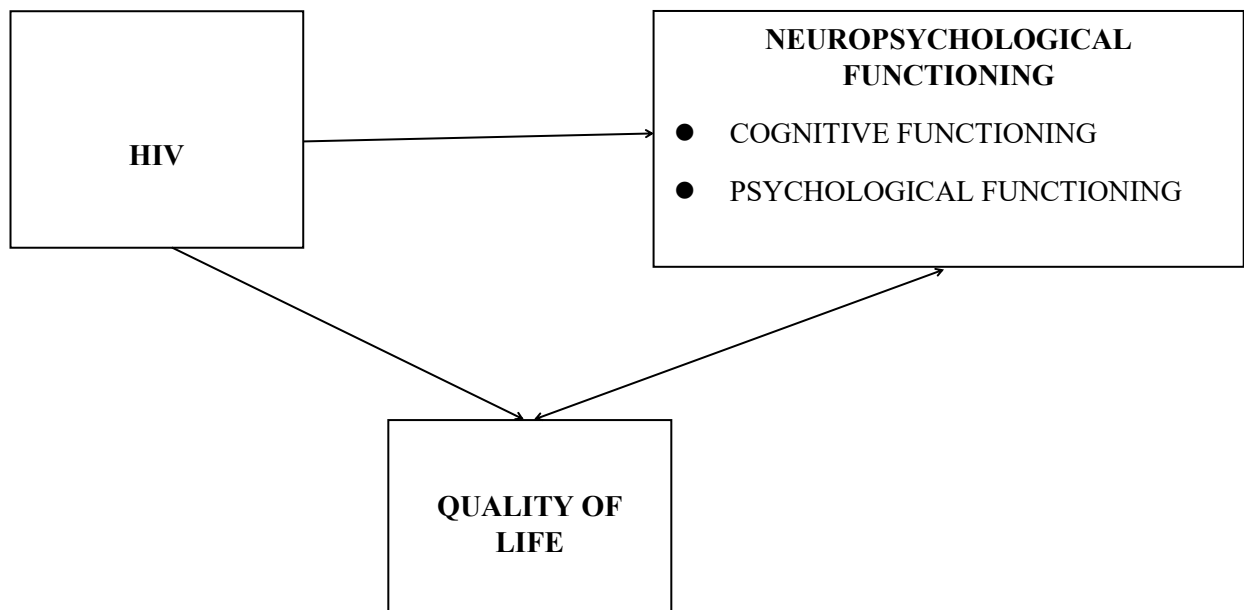 HIV
NEUROPSYCHOLOGICAL
FUNCTIONING
● COGNITIVE FUNCTIONING
● PSYCHOLOGICAL FUNCTIONING
QUALITY OF
LIFE